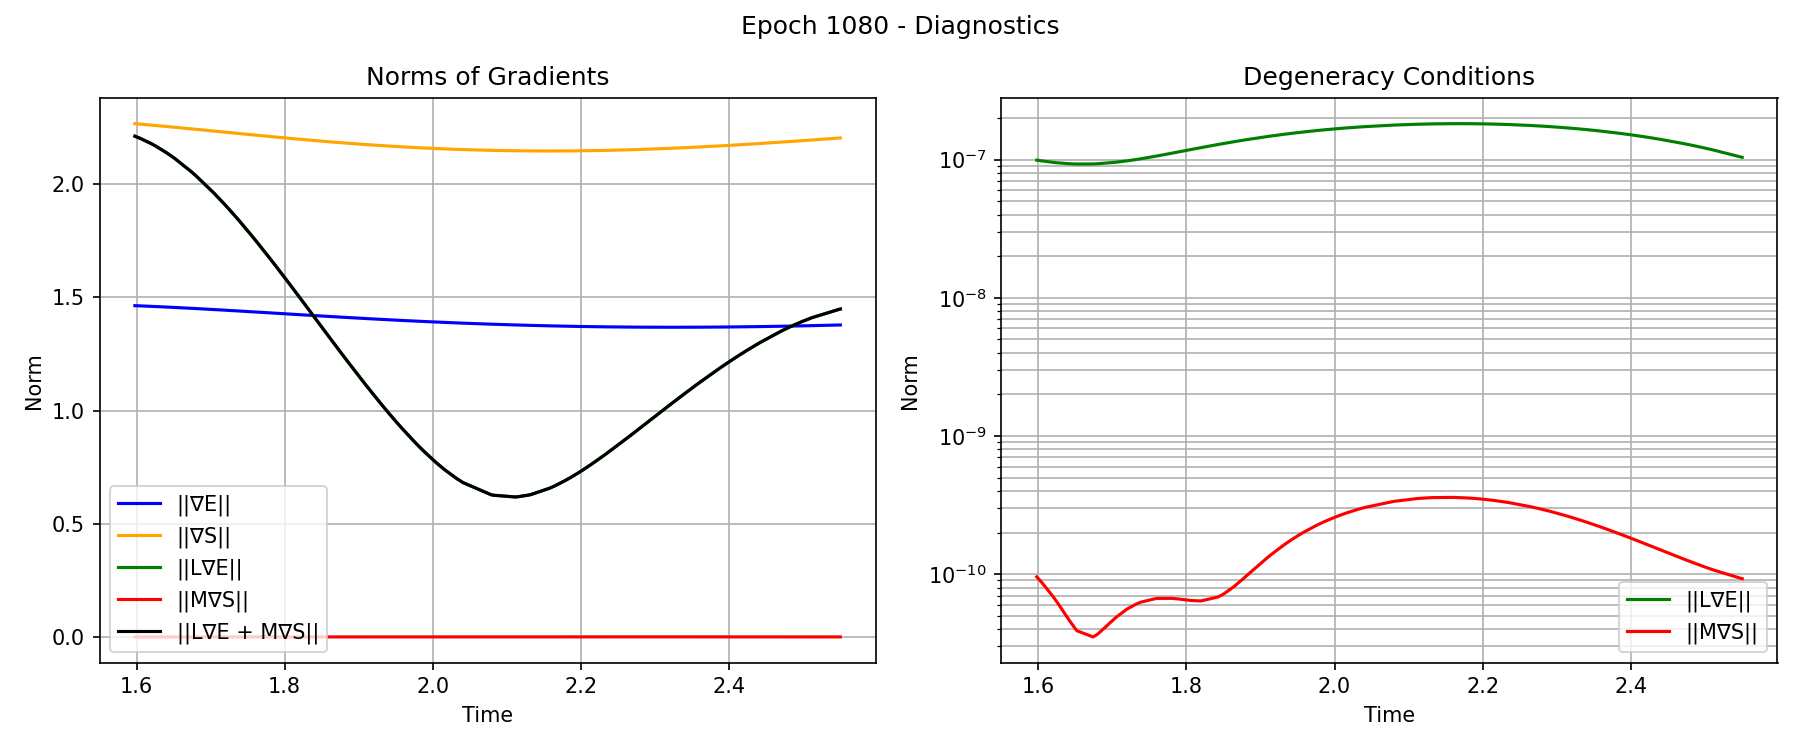 Epoch 1080 - Diagnostics
Norms of Gradients
Norm
2.0
1.5
1.0
0.5
0.0
||∇E||
||∇S||
||L∇E||
||M∇S||
||L∇E + M∇S||
1.6
1.8
2.0
2.2
2.4
Time
Degeneracy Conditions
Norm
10⁻⁷
10⁻⁸
10⁻⁹
10⁻¹⁰
||L∇E||
||M∇S||
1.6
1.8
2.0
2.2
2.4
Time